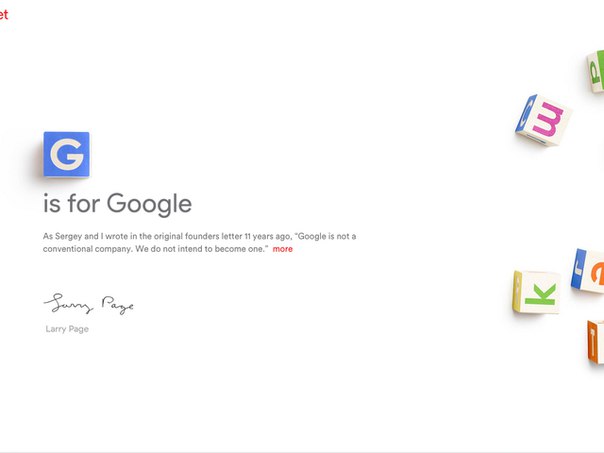 et
G
is for Google
As Sergey and I wrote in the original founders letter 11 years ago, “Google is not a
conventional company. We do not intend to become one.” more
Larry Page
Larry Page
m
k
r